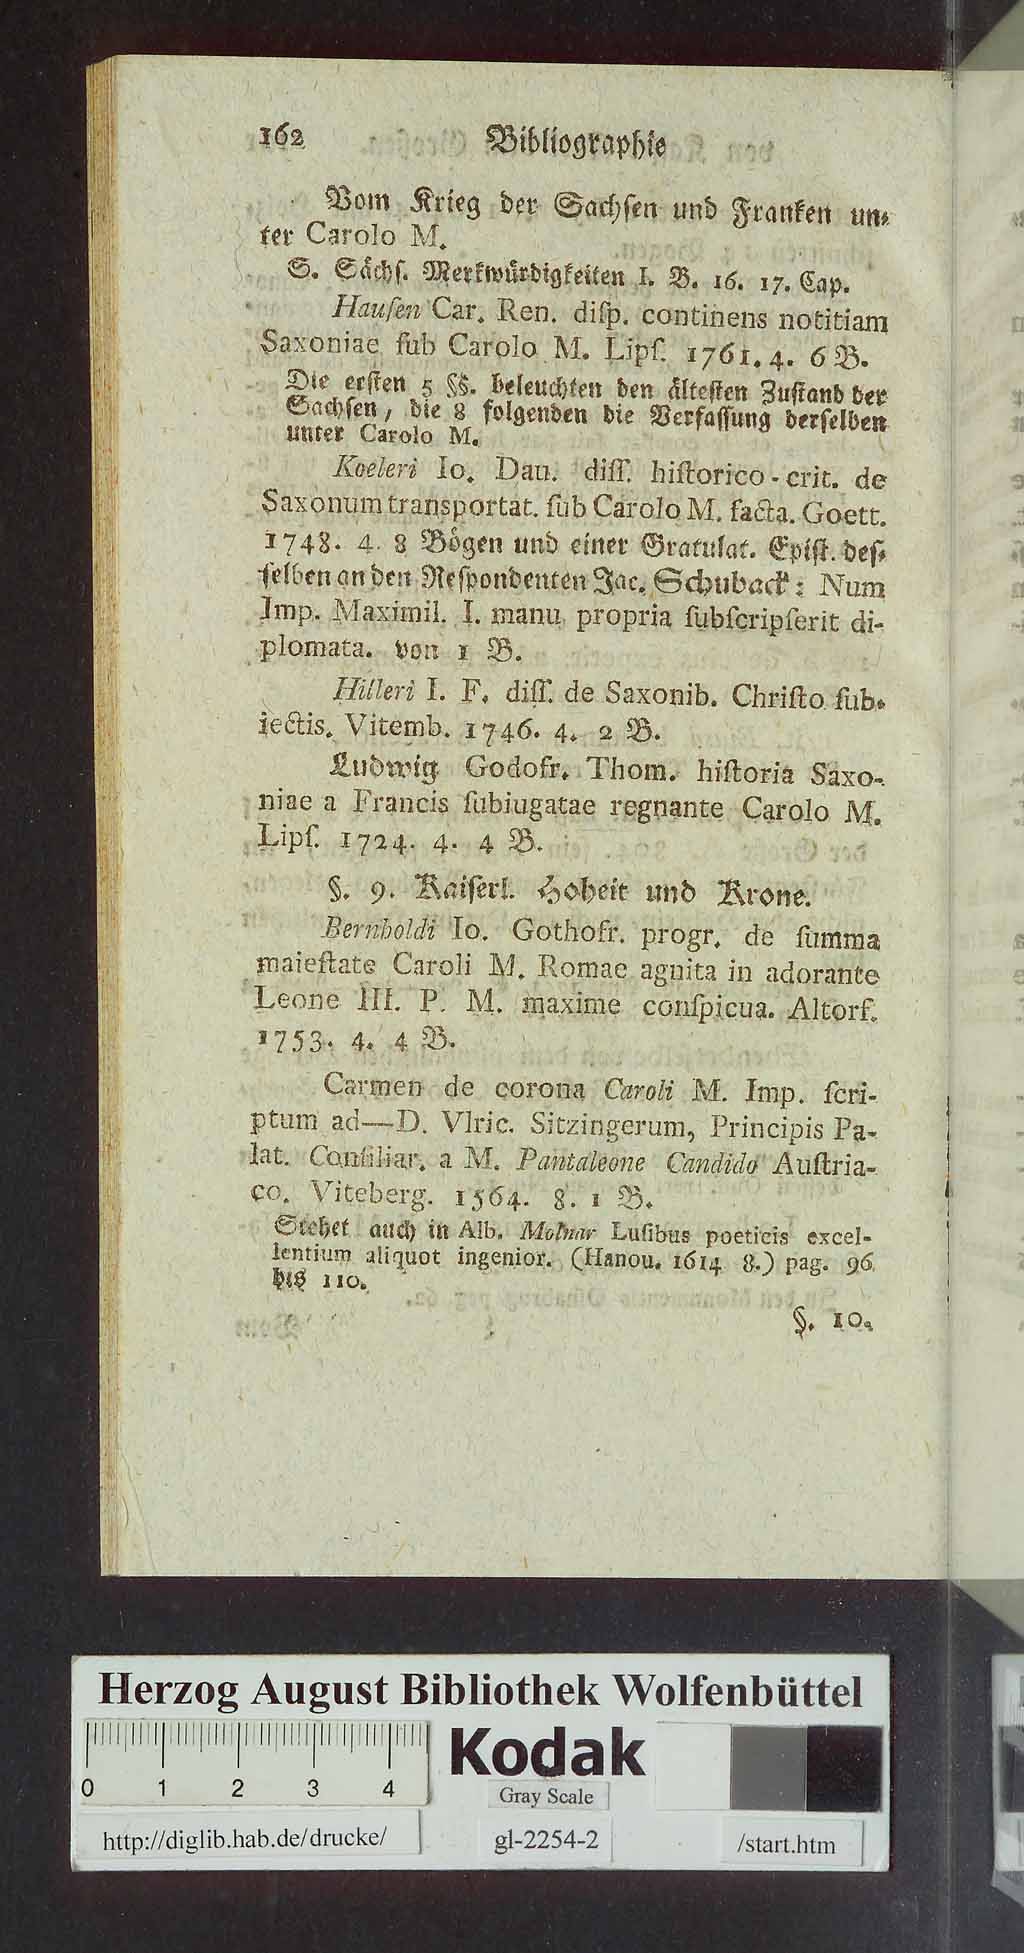 162 Bibliographie
Vom Krieg der Sachſen und Franken un⸗
ter Carolo M.
S. Sächſ. Merkwürdigkeiten I. B. 16. 17. Cap.
Hauſen Car. Ren. diſp. continens notitiam
Saxoniae ſub Carolo M. Lipſ. 1761. 4. 6 B.
Die erſten 5 §§. beleuchten den älteſten Zuſtand der
Sachſen, die 8 folgenden die Verfaſſung derſelben
unter Carolo M.
Koeleri Io. Dau. diſſ. hiſtorico-crit. de
Saxonum transportat. ſub Carolo M. facta. Goett.
1748. 4. 8 Bögen und einer Gratulat. Epiſt. deſ⸗
ſelben an den Reſpondenten Jac. Schuback: Num
Imp. Maximil. I. manu propria ſubſcripſerit di-
plomata. von 1 B.
Hilleri I. F. diſſ. de Saxonib. Chriſto ſub-
iectis. Vitemb. 1746. 4. 2 B.
Ludwig Godofr. Thom. hiſtoria Saxo-
niae a Francis ſubiugatae regnante Carolo M.
Lipſ. 1724. 4. 4 B.
§. 9. Kaiſerl. Hoheit und Krone.
Bernholdi Io. Gothofr. progr. de ſumma
maieſtate Caroli M. Romae agnita in adorante
Leone III. P. M. maxime conſpicua. Altorf.
1753. 4. 4 B.
Carmen de corona Caroli M. Imp. ſcri-
ptum ad—D. Vlric. Sitzingerum, Principis Pa-
lat. Conſiliar. a M. Pantaleone Candido Auſtria-
co. Viteberg. 1564. 8. 1 B.
Stehet auch in Alb. Molnar Luſibus poeticis excel-
lentium aliquot ingenior. (Hanou. 1614 8.) pag. 96
bis 110.
§. 10.
Herzog August Bibliothek Wolfenbüttel
0 1 2 3 4
Kodak
Gray Scale
http://diglib.hab.de/drucke/ gl-2254-2 /start.htm